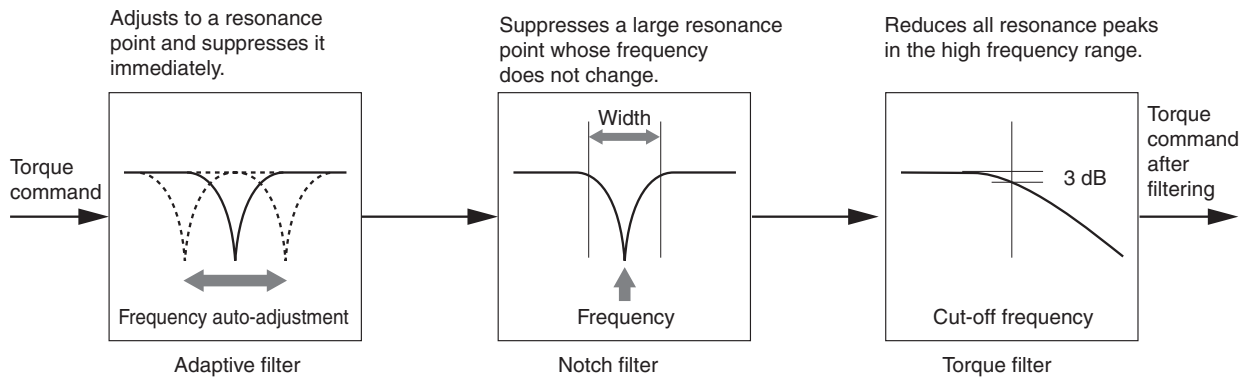 Adjusts to a resonance
point and suppresses it
immediately.
Suppresses a large resonance
point whose frequency
does not change.
Reduces all resonance peaks
in the high frequency range.
Torque
command
Frequency auto-adjustment
Adaptive filter
Width
Frequency
Notch filter
3 dB
Cut-off frequency
Torque filter
Torque
command
after
filtering